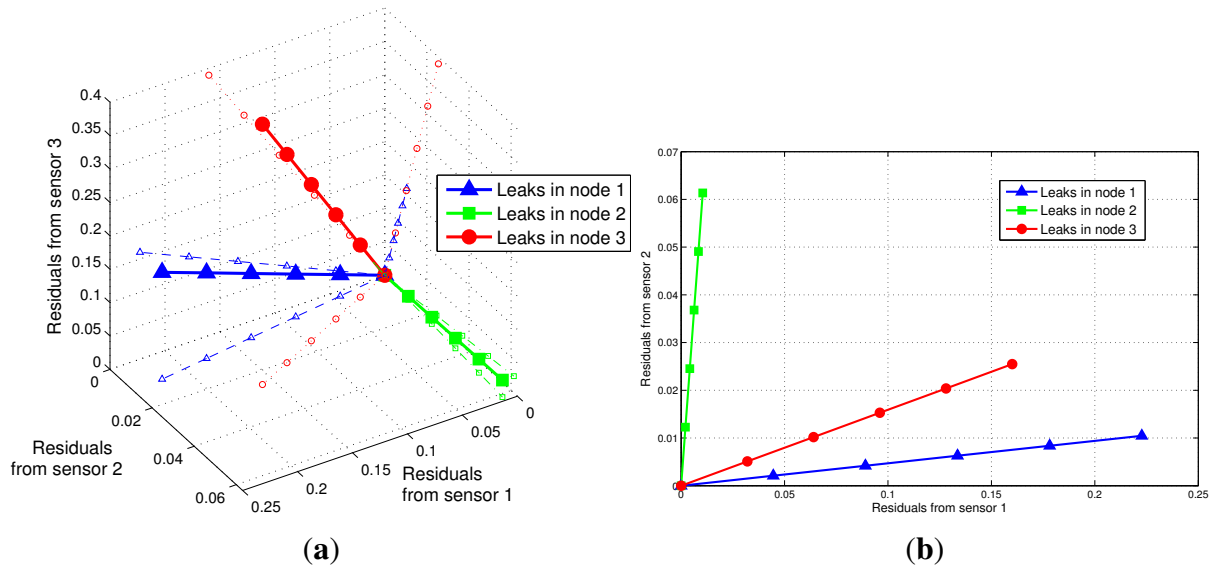 0.4
0.35
0.3
0.25
0.2
0.15
0.1
0.05
0
Residuals from sensor 3
0
0.02
0.04
0.06
Residuals
from sensor 2
0.25
0.2
0.15
0.1
0.05
0
Residuals
from sensor 1
Leaks in node 1
Leaks in node 2
Leaks in node 3
(a)
0.07
0.06
0.05
0.04
0.03
0.02
0.01
0
Residuals from sensor 2
0
0.05
0.1
0.15
0.2
0.25
Residuals from sensor 1
Leaks in node 1
Leaks in node 2
Leaks in node 3
(b)